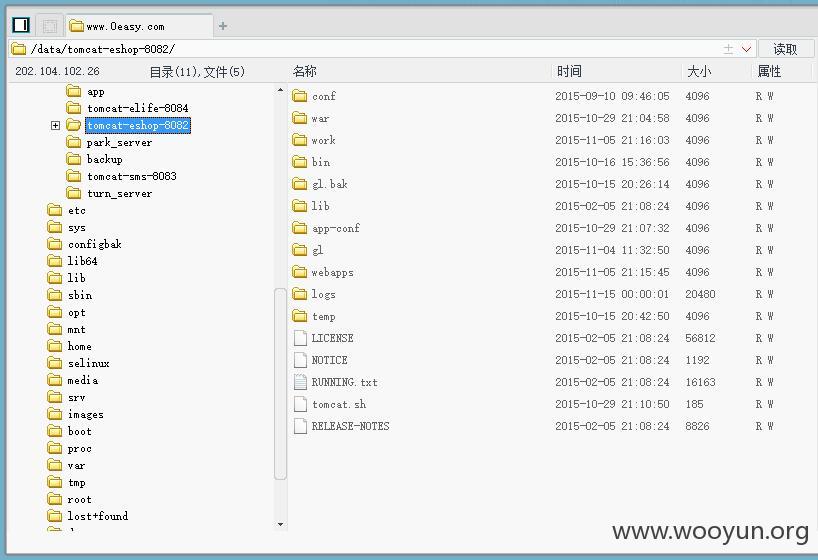 www.0easy.com
/data/tomcat-eshop-8082/ 读取
202.104.102.26 目录(11),文件(5) 名称 时间 大小 属性
app
tomcat-elife-8084
tomcat-eshop-8082
park_server
backup
tomcat-sms-8083
turn_server
etc
sys
configbak
lib64
lib
sbin
opt
mnt
home
selinux
media
srv
images
boot
proc
var
tmp
root
lost+found
conf 2015-09-10 09:46:05 4096 R W
war 2015-10-29 21:04:58 4096 R W
work 2015-11-05 21:16:03 4096 R W
bin 2015-10-16 15:36:56 4096 R W
gl.bak 2015-10-15 20:26:14 4096 R W
lib 2015-02-05 21:08:24 4096 R W
app-conf 2015-10-29 21:07:32 4096 R W
gl 2015-11-04 11:32:50 4096 R W
webapps 2015-11-05 21:15:45 4096 R W
logs 2015-11-15 00:00:01 20480 R W
temp 2015-10-15 20:42:50 4096 R W
LICENSE 2015-02-05 21:08:24 56812 R W
NOTICE 2015-02-05 21:08:24 1192 R W
RUNNING.txt 2015-02-05 21:08:24 16163 R W
tomcat.sh 2015-10-29 21:10:50 185 R W
RELEASE-NOTES 2015-02-05 21:08:24 8826 R W
www.wooyun.org